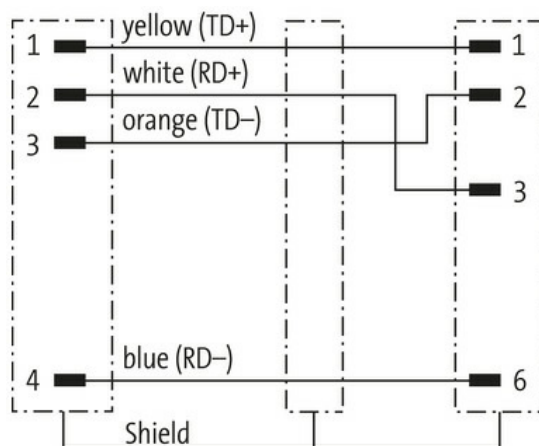 1 yellow (TD+) 1
2 white (RD+) 2
3 orange (TD–)
3
4 blue (RD–) 6
Shield